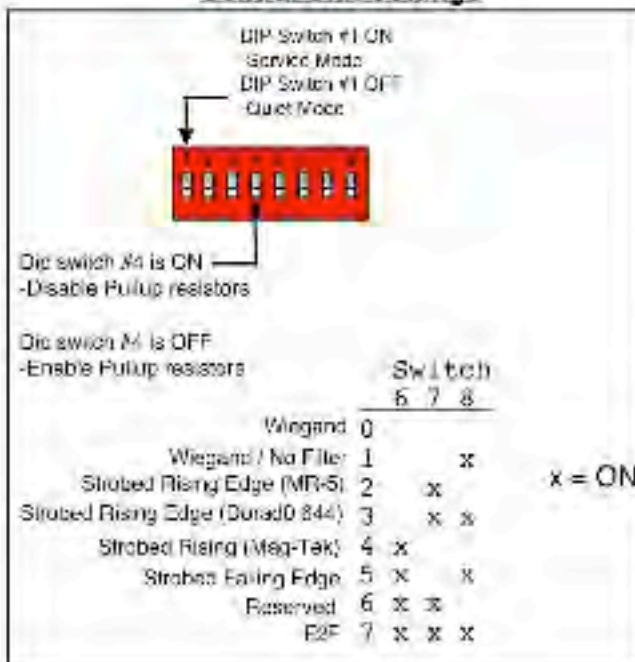 DIP Switch #1 ON
Service Mode
DIP Switch #1 OFF
Quiet Mode
Dip switch #4 is ON
-Disable Pullup resistors
Dip switch #4 is OFF
-Enable Pullup resistors
Switch
6 7 8
Wiegand 0
Wiegand / No Filter 1 x
Strobed Rising Edge (MR-5) 2 x
Strobed Rising Edge 3 x x
Strobed Rising (Mag-Tek) 4 x
Strobed Falling Edge 5 x x
Reserved 6 x x
F2F 7 x x x
x = ON